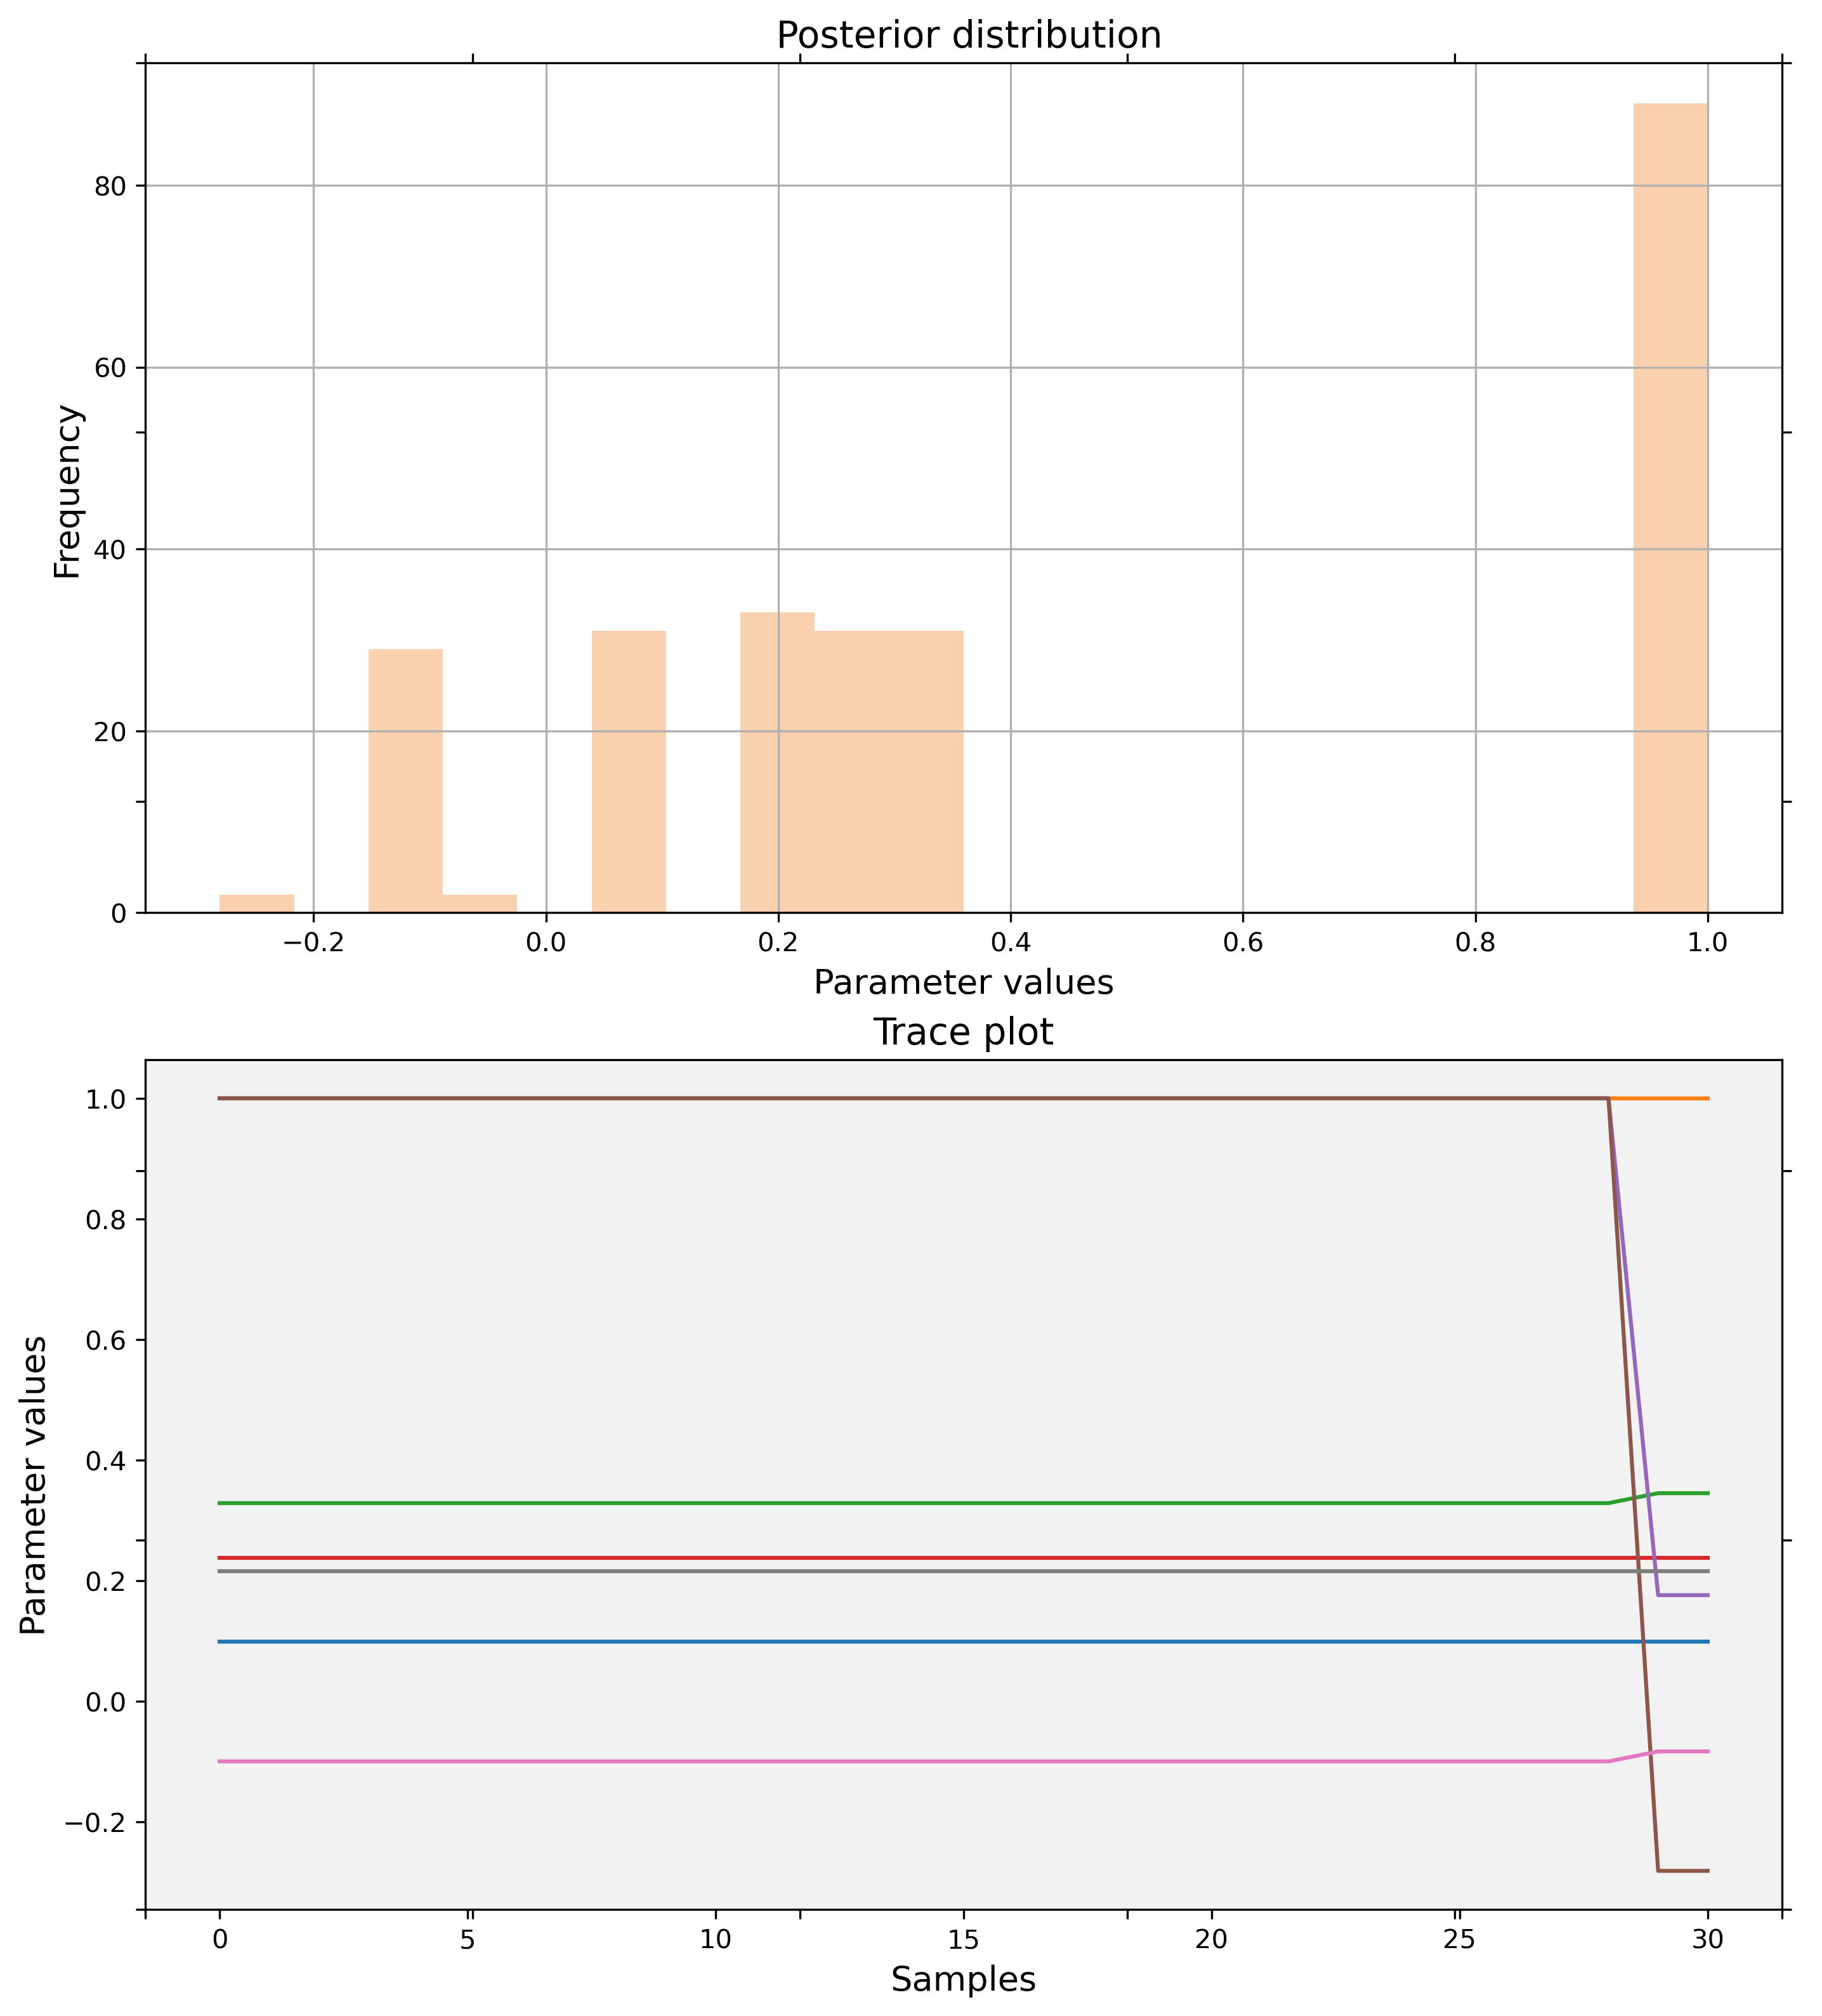 Posterior distribution
80
60
40
20
0
Frequency
−0.2 0.0 0.2 0.4 0.6 0.8 1.0
Parameter values
Trace plot
1.0
0.8
0.6
0.4
0.2
0.0
−0.2
Parameter values
0 5 10 15 20 25 30
Samples